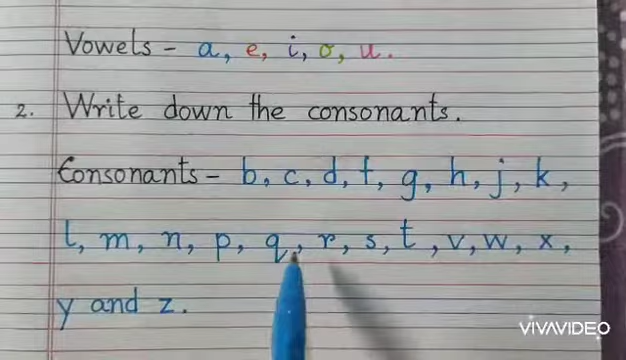 Vowels - a, e, i, o, u.
2. Write down the consonants.
Consonants - b, c, d, f, g, h, j, k,
l, m, n, p, q, r, s, t, v, w, x,
y and z.
VIVAVIDEO